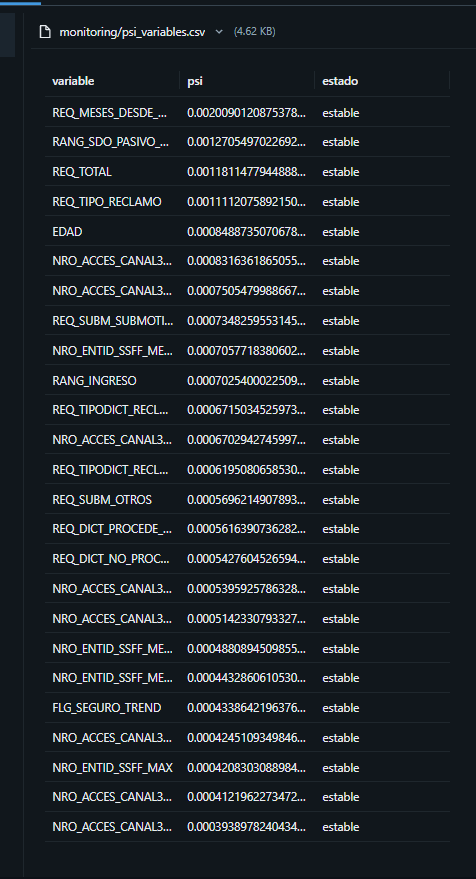 monitoring/psi_variables.csv (4.62 KB)
variable psi estado
REQ_MESES_DESDE_... 0.0020090120875378... estable
RANG_SDO_PASIVO_... 0.0012705497022692... estable
REQ_TOTAL 0.0011811477944888... estable
REQ_TIPO_RECLAMO 0.0011112075892150... estable
EDAD 0.0008488735070678... estable
NRO_ACCES_CANAL3... 0.0008316361865055... estable
NRO_ACCES_CANAL3... 0.0007505479988667... estable
REQ_SUBM_SUBMOTI... 0.0007348259553145... estable
NRO_ENTID_SSFF_ME... 0.0007057718380602... estable
RANG_INGRESO 0.0007025400022509... estable
REQ_TIPODICT_RECL... 0.0006715034525973... estable
NRO_ACCES_CANAL3... 0.0006702942745997... estable
REQ_TIPODICT_RECL... 0.0006195080658530... estable
REQ_SUBM_OTROS 0.0005696214907893... estable
REQ_DICT_PROCEDE_... 0.0005616390736282... estable
REQ_DICT_NO_PROC... 0.0005427604526594... estable
NRO_ACCES_CANAL3... 0.0005395925786328... estable
NRO_ACCES_CANAL3... 0.0005142330793327... estable
NRO_ENTID_SSFF_ME... 0.0004880894509855... estable
NRO_ENTID_SSFF_ME... 0.0004432860610530... estable
FLG_SEGURO_TREND 0.0004338642196376... estable
NRO_ACCES_CANAL3... 0.0004245109349846... estable
NRO_ENTID_SSFF_MAX 0.0004208303088984... estable
NRO_ACCES_CANAL3... 0.0004121962273472... estable
NRO_ACCES_CANAL3... 0.0003938978240434... estable